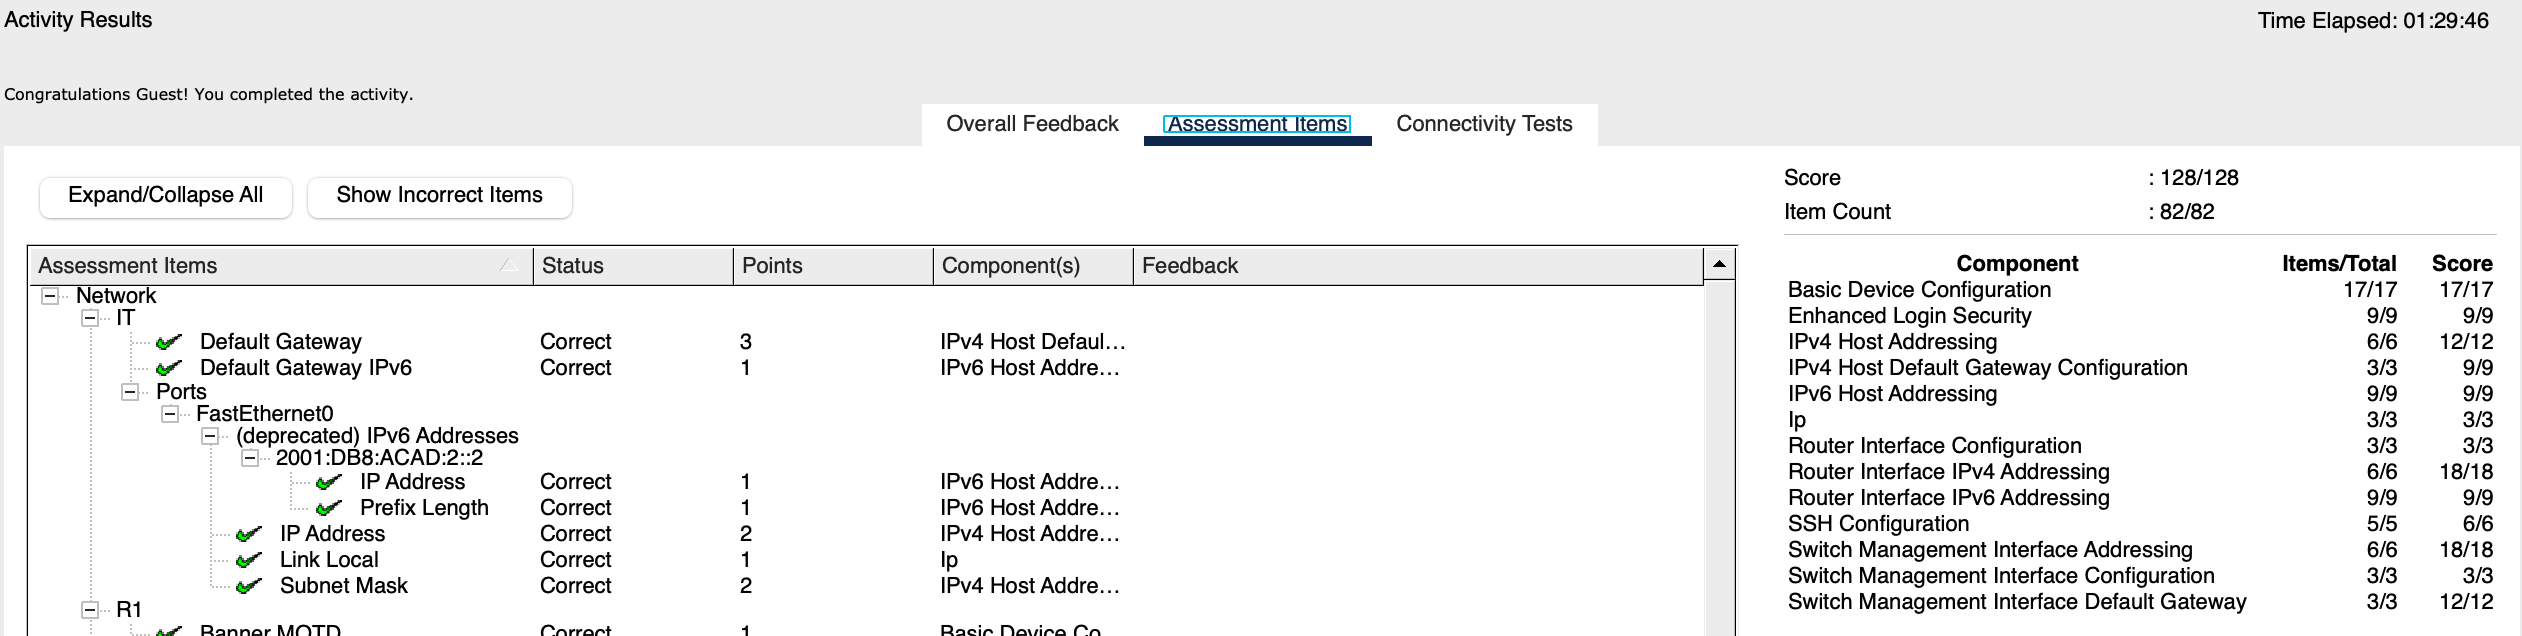 Activity Results
Time Elapsed: 01:29:46
Congratulations Guest! You completed the activity.
Overall Feedback
Assessment Items
Connectivity Tests
Expand/Collapse All
Show Incorrect Items
Assessment Items Status Points Component(s) Feedback
Network
IT
Default Gateway Correct 3 IPv4 Host Defaul...
Default Gateway IPv6 Correct 1 IPv6 Host Addre...
Ports
FastEthernet0
(deprecated) IPv6 Addresses
2001:DB8:ACAD:2::2
IP Address Correct 1 IPv6 Host Addre...
Prefix Length Correct 1 IPv6 Host Addre...
IP Address Correct 2 IPv4 Host Addre...
Link Local Correct 1 Ip
Subnet Mask Correct 2 IPv4 Host Addre...
R1
Banner MOTD Correct 1 Basic Device Co
Score : 128/128
Item Count : 82/82
Component Items/Total Score
Basic Device Configuration 17/17 17/17
Enhanced Login Security 9/9 9/9
IPv4 Host Addressing 6/6 12/12
IPv4 Host Default Gateway Configuration 3/3 9/9
IPv6 Host Addressing 9/9 9/9
Ip 3/3 3/3
Router Interface Configuration 3/3 3/3
Router Interface IPv4 Addressing 6/6 18/18
Router Interface IPv6 Addressing 9/9 9/9
SSH Configuration 5/5 6/6
Switch Management Interface Addressing 6/6 18/18
Switch Management Interface Configuration 3/3 3/3
Switch Management Interface Default Gateway 3/3 12/12